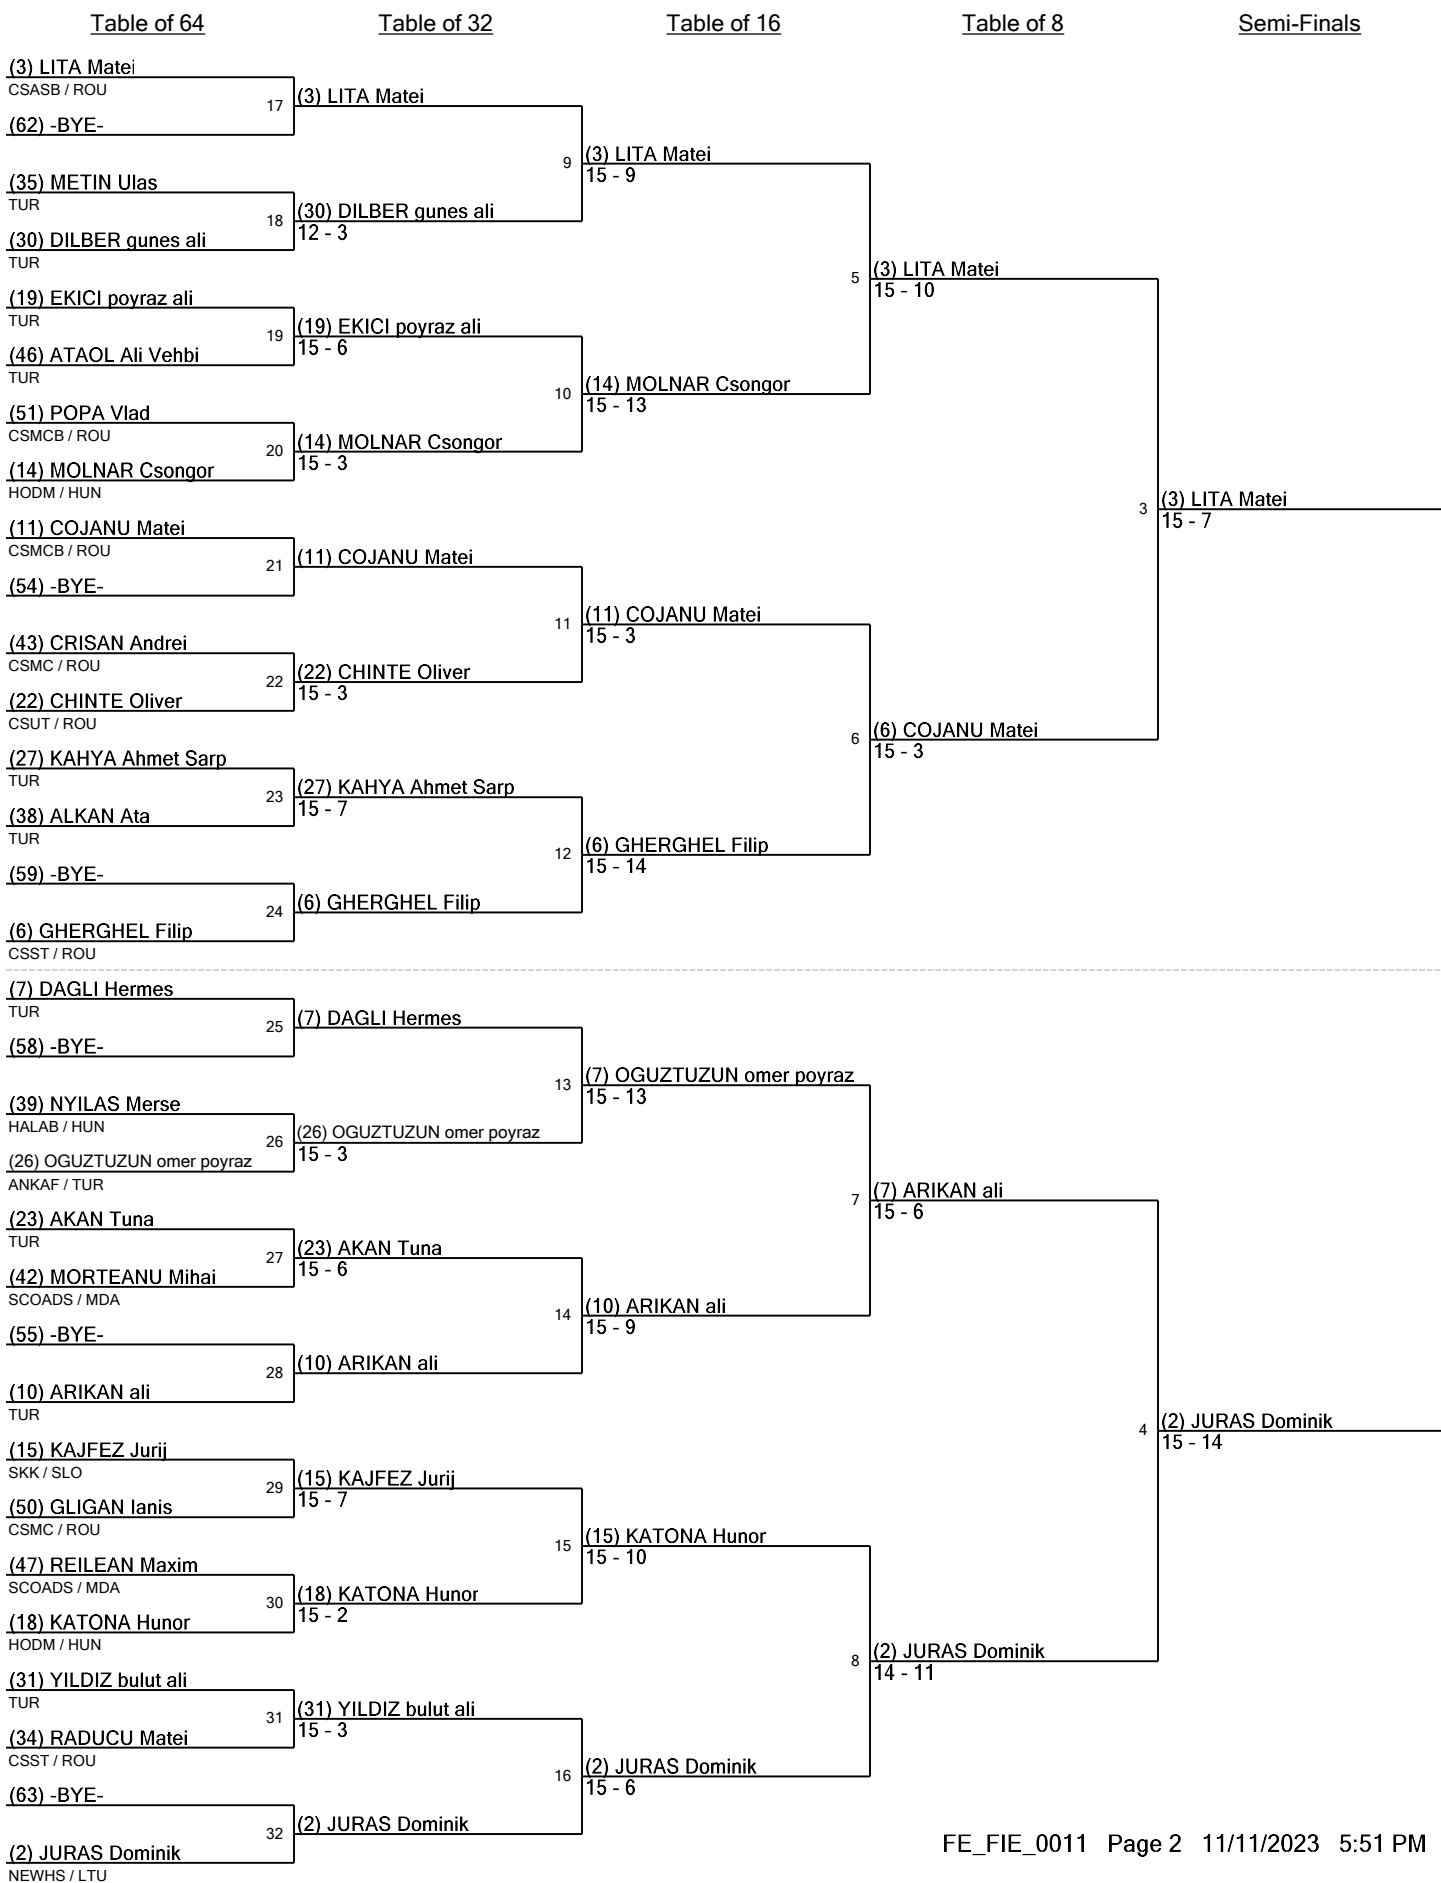 Table of 64
Table of 32
Table of 16
Table of 8
Semi-Finals
(3) LITA Matei
CSASB / ROU
17
(3) LITA Matei
(62) -BYE-
9
(3) LITA Matei
15 - 9
(35) METIN Ulas
TUR
18
(30) DILBER gunes ali
12 - 3
(30) DILBER gunes ali
TUR
5
(3) LITA Matei
15 - 10
(19) EKICI poyraz ali
TUR
19
(19) EKICI poyraz ali
15 - 6
(46) ATAOL Ali Vehbi
TUR
10
(14) MOLNAR Csongor
15 - 13
(51) POPA Vlad
CSMCB / ROU
20
(14) MOLNAR Csongor
15 - 3
(14) MOLNAR Csongor
HODM / HUN
3
(3) LITA Matei
15 - 7
(11) COJANU Matei
CSMCB / ROU
21
(11) COJANU Matei
(54) -BYE-
11
(11) COJANU Matei
15 - 3
(43) CRISAN Andrei
CSMC / ROU
22
(22) CHINTE Oliver
15 - 3
(22) CHINTE Oliver
CSUT / ROU
6
(6) COJANU Matei
15 - 3
(27) KAHYA Ahmet Sarp
TUR
23
(27) KAHYA Ahmet Sarp
15 - 7
(38) ALKAN Ata
TUR
12
(6) GHERGHEL Filip
15 - 14
(59) -BYE-
24
(6) GHERGHEL Filip
(6) GHERGHEL Filip
CSST / ROU
(7) DAGLI Hermes
TUR
25
(7) DAGLI Hermes
(58) -BYE-
13
(7) OGUZTUZUN omer poyraz
15 - 13
(39) NYILAS Merse
HALAB / HUN
26
(26) OGUZTUZUN omer poyraz
15 - 3
(26) OGUZTUZUN omer poyraz
ANKAF / TUR
7
(7) ARIKAN ali
15 - 6
(23) AKAN Tuna
TUR
27
(23) AKAN Tuna
15 - 6
(42) MORTEANU Mihai
SCOADS / MDA
14
(10) ARIKAN ali
15 - 9
(55) -BYE-
28
(10) ARIKAN ali
(10) ARIKAN ali
TUR
4
(2) JURAS Dominik
15 - 14
(15) KAJFEZ Jurij
SKK / SLO
29
(15) KAJFEZ Jurij
15 - 7
(50) GLIGAN Ianis
CSMC / ROU
15
(15) KATONA Hunor
15 - 10
(47) REILEAN Maxim
SCOADS / MDA
30
(18) KATONA Hunor
15 - 2
(18) KATONA Hunor
HODM / HUN
8
(2) JURAS Dominik
14 - 11
(31) YILDIZ bulut ali
TUR
31
(31) YILDIZ bulut ali
15 - 3
(34) RADUCU Matei
CSST / ROU
16
(2) JURAS Dominik
15 - 6
(63) -BYE-
32
(2) JURAS Dominik
(2) JURAS Dominik
NEWHS / LTU
FE_FIE_0011 Page 2 11/11/2023 5:51 PM